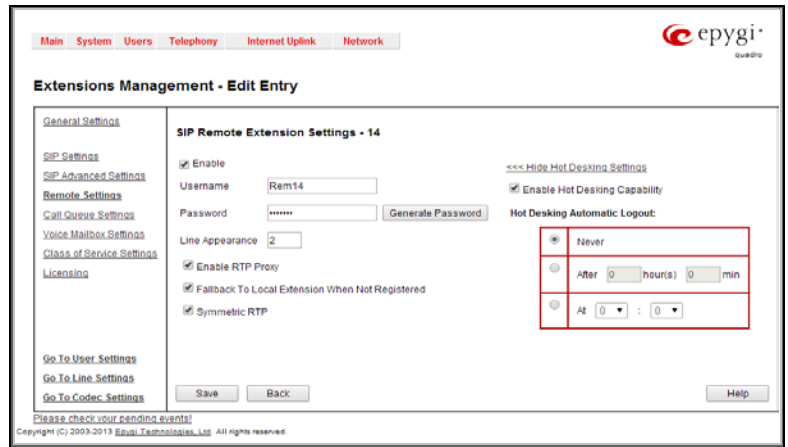 Main System Users Telephony Internet Uplink Network
epygi
quadro
Extensions Management - Edit Entry
General Settings
SIP Settings
SIP Advanced Settings
Remote Settings
Call Queue Settings
Voice Mailbox Settings
Class of Service Settings
Licensing
Go To User Settings
Go To Line Settings
Go To Codec Settings
SIP Remote Extension Settings - 14
Enable
Username Rem14
Password ••••••• Generate Password
Line Appearance 2
Enable RTP Proxy
Fallback To Local Extension When Not Registered
Symmetric RTP
<<< Hide Hot Desking Settings
Enable Hot Desking Capability
Hot Desking Automatic Logout:
Never
After 0 hour(s) 0 min
At 0 : 0
Save Back Help
Please check your pending events!
Copyright (C) 2003-2013 Epygi Technologies, Ltd. All rights reserved.